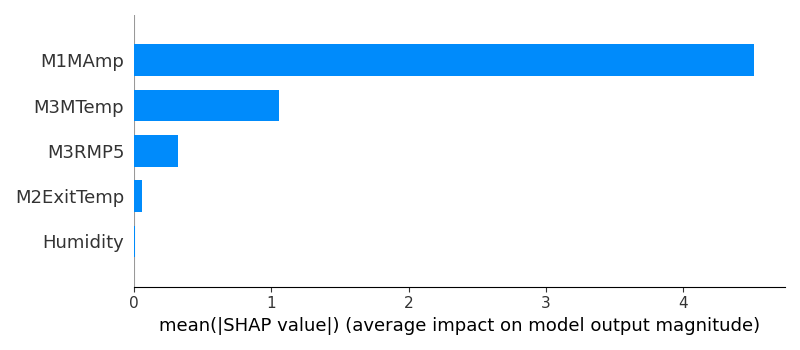 M1MAmp
M3MTemp
M3RMP5
M2ExitTemp
Humidity
0 1 2 3 4
mean(|SHAP value|) (average impact on model output magnitude)